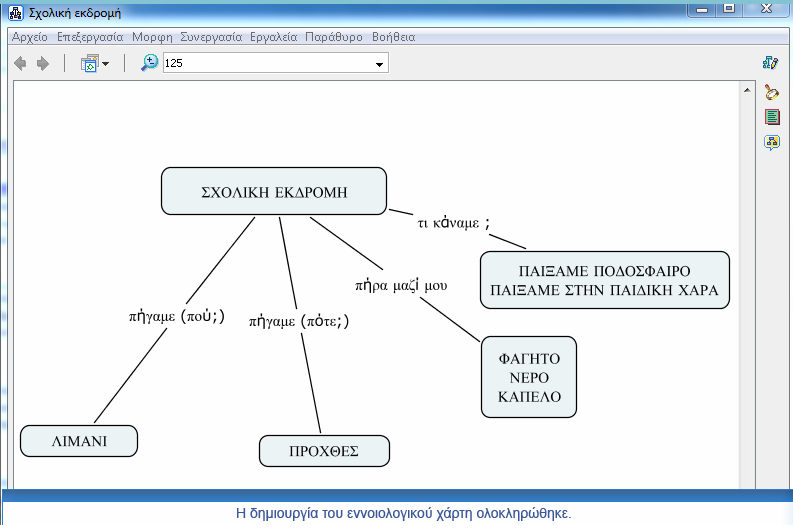 Σχολική εκδρομή
Αρχείο Επεξεργασία Μορφη Συνεργασία Εργαλεία Παράθυρο Βοήθεια
125
ΣΧΟΛΙΚΗ ΕΚΔΡΟΜΗ
τι κάναμε ;
ΠΑΙΞΑΜΕ ΠΟΔΟΣΦΑΙΡΟ
ΠΑΙΞΑΜΕ ΣΤΗΝ ΠΑΙΔΙΚΗ ΧΑΡΑ
πήρα μαζί μου
πήγαμε (πού;)
πήγαμε (πότε;)
ΦΑΓΗΤΟ
ΝΕΡΟ
ΚΑΠΕΛΟ
ΛΙΜΑΝΙ
ΠΡΟΧΘΕΣ
Η δημιουργία του εννοιολογικού χάρτη ολοκληρώθηκε.